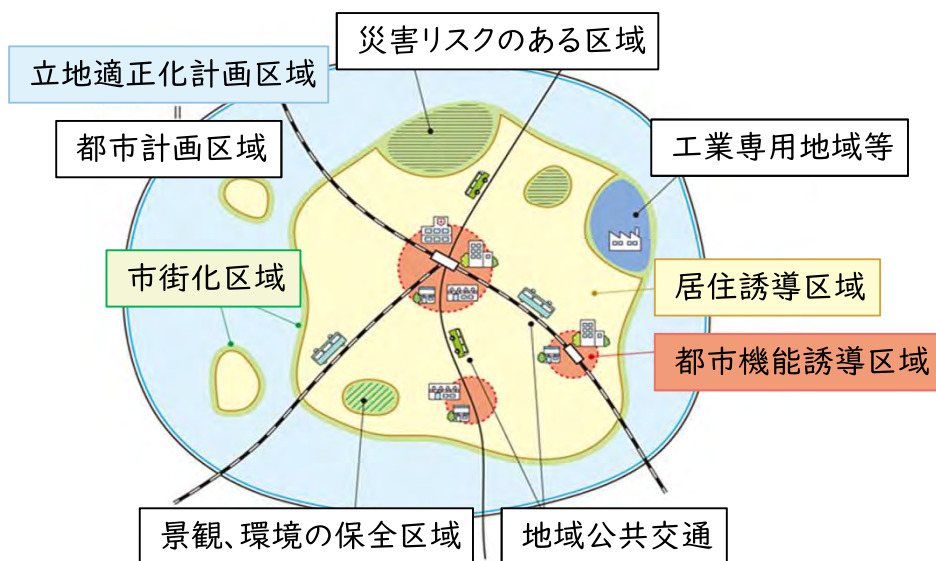 災害リスクのある区域
立地適正化計画区域
=
都市計画区域
工業専用地域等
市街化区域
居住誘導区域
都市機能誘導区域
景観、環境の保全区域
地域公共交通